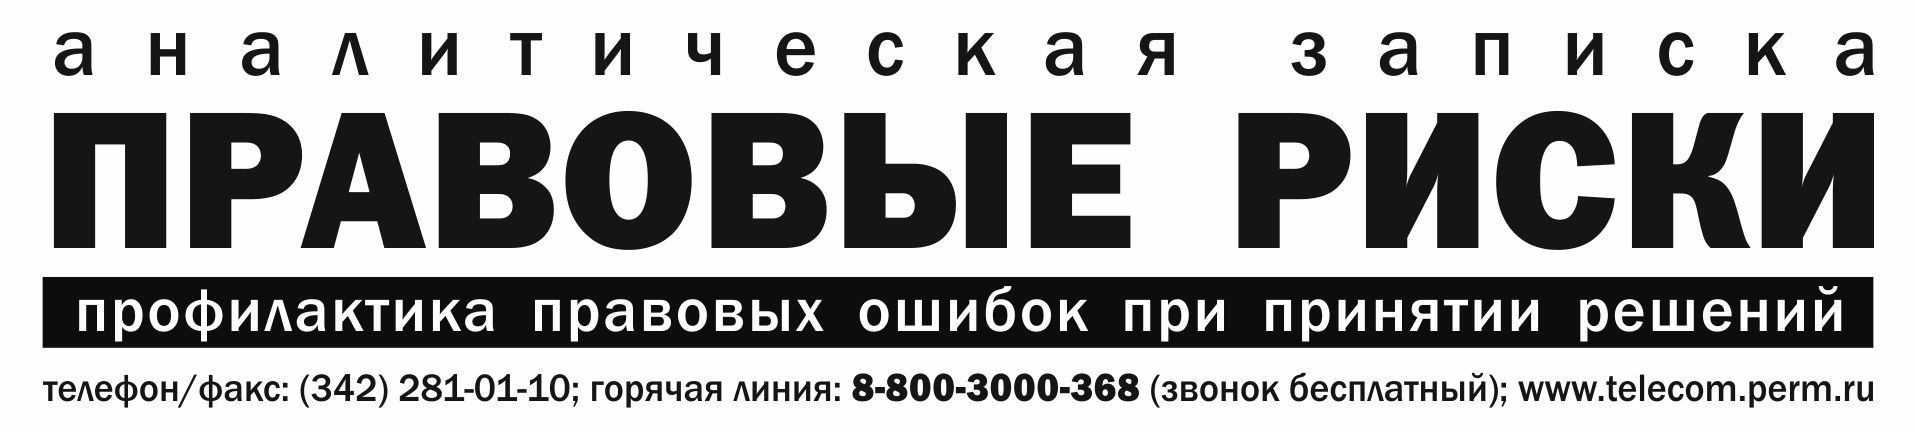 аналитическая записка
ПРАВОВЫЕ РИСКИ
профилактика правовых ошибок при принятии решений
телефон/факс: (342) 281-01-10; горячая линия: 8-800-3000-368 (звонок бесплатный); www.telecom.perm.ru